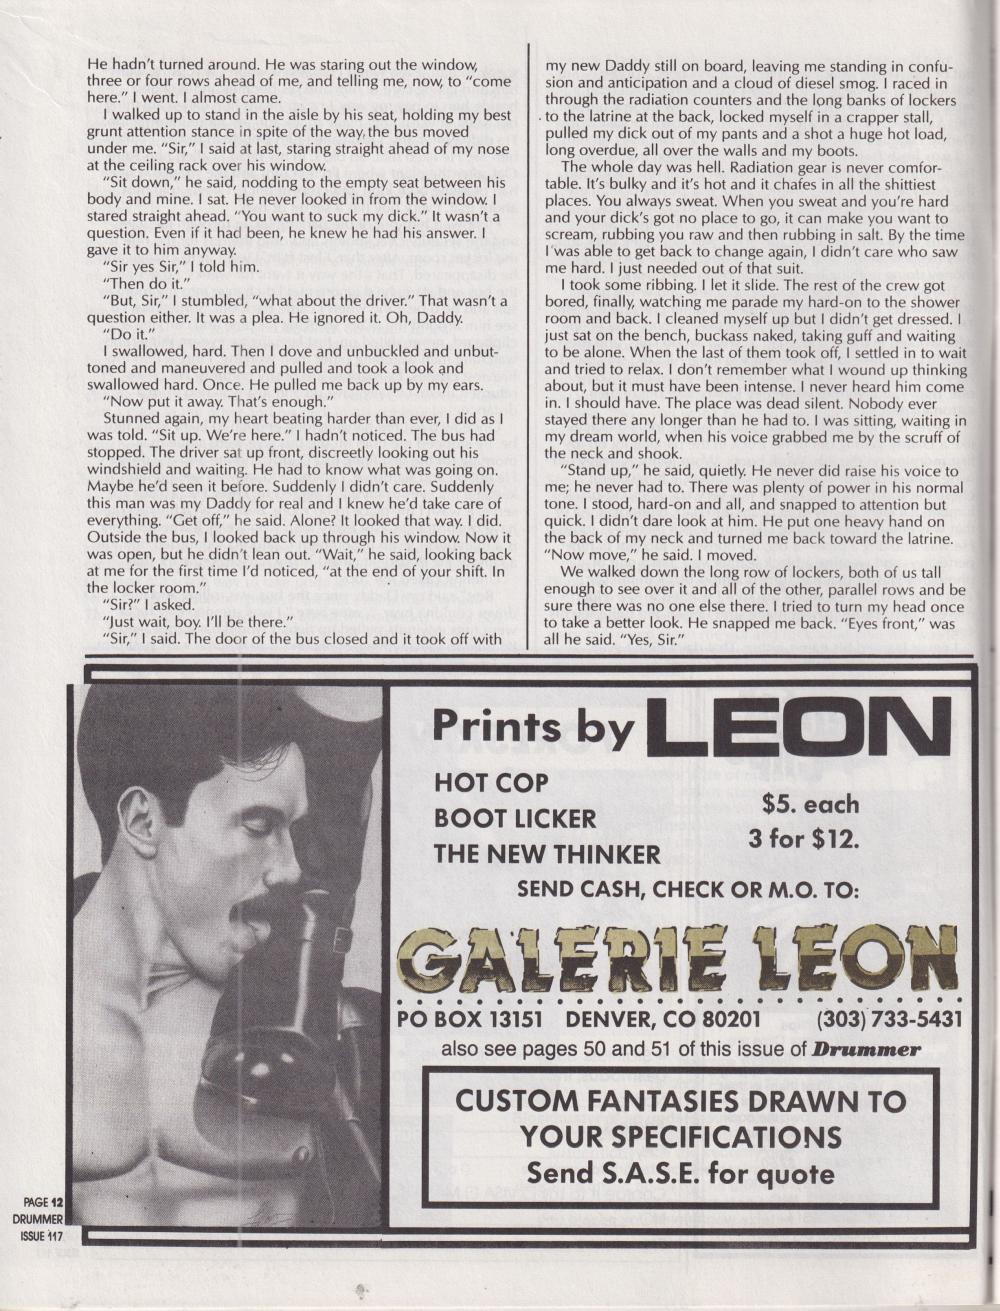 He hadn't turned around. He was staring out the window,
three or four rows ahead of me, and telling me, now, to "come
here." I went. I almost came.
I walked up to stand in the aisle by his seat, holding my best
grunt attention stance in spite of the way, the bus moved
under me. "Sir," I said at last, staring straight ahead of my nose
at the ceiling rack over his window.
"Sit down," he said, nodding to the empty seat between his
body and mine. I sat. He never looked in from the window. I
stared straight ahead. "You want to suck my dick." It wasn't a
question. Even if it had been, he knew he had his answer. I
gave it to him anyway.
"Sir yes Sir," I told him.
"Then do it."
"But, Sir," I stumbled, "what about the driver." That wasn't a
question either. It was a plea. He ignored it. Oh, Daddy.
"Do it."
I swallowed, hard. Then I dove and unbuckled and unbut-
toned and maneuvered and pulled and took a look and
swallowed hard. Once. He pulled me back up by my ears.
"Now put it away. That's enough."
Stunned again, my heart beating harder than ever, I did as I
was told. "Sit up. We're here." I hadn't noticed. The bus had
stopped. The driver sat up front, discreetly looking out his
windshield and waiting. He had to know what was going on.
Maybe he'd seen it before. Suddenly I didn't care. Suddenly
this man was my Daddy for real and I knew he'd take care of
everything. "Get off," he said. Alone? It looked that way. I did.
Outside the bus, I looked back up through his window. Now it
was open, but he didn't lean out. "Wait," he said, looking back
at me for the first time I'd noticed, "at the end of your shift. In
the locker room."
"Sir?" I asked.
"Just wait, boy. I'll be there."
"Sir," I said. The door of the bus closed and it took off with
my new Daddy still on board, leaving me standing in confu-
sion and anticipation and a cloud of diesel smog. I raced in
through the radiation counters and the long banks of lockers
to the latrine at the back, locked myself in a crapper stall,
pulled my dick out of my pants and a shot a huge hot load,
long overdue, all over the walls and my boots.
The whole day was hell. Radiation gear is never comfor-
table. It's bulky and it's hot and it chafes in all the shittiest
places. You always sweat. When you sweat and you're hard
and your dick's got no place to go, it can make you want to
scream, rubbing you raw and then rubbing in salt. By the time
I was able to get back to change again, I didn't care who saw
me hard. I just needed out of that suit.
I took some ribbing. I let it slide. The rest of the crew got
bored, finally, watching me parade my hard-on to the shower
room and back. I cleaned myself up but I didn't get dressed. I
just sat on the bench, buckass naked, taking guff and waiting
to be alone. When the last of them took off, I settled in to wait
and tried to relax. I don't remember what I wound up thinking
about, but it must have been intense. I never heard him come
in. I should have. The place was dead silent. Nobody ever
stayed there any longer than he had to. I was sitting, waiting in
my dream world, when his voice grabbed me by the scruff of
the neck and shook.
"Stand up," he said, quietly. He never did raise his voice to
me; he never had to. There was plenty of power in his normal
tone. I stood, hard-on and all, and snapped to attention but
quick. I didn't dare look at him. He put one heavy hand on
the back of my neck and turned me back toward the latrine.
"Now move," he said. I moved.
We walked down the long row of lockers, both of us tall
enough to see over it and all of the other, parallel rows and be
sure there was no one else there. I tried to turn my head once
to take a better look. He snapped me back. "Eyes front," was
all he said. "Yes, Sir."
Prints by LEON
HOT COP
BOOT LICKER
THE NEW THINKER
$5. each
3 for $12.
SEND CASH, CHECK OR M.O. TO:
GALERIE LEON
PO BOX 13151 DENVER, CO 80201 (303) 733-5431
also see pages 50 and 51 of this issue of Drummer
CUSTOM FANTASIES DRAWN TO
YOUR SPECIFICATIONS
Send S.A.S.E. for quote
PAGE 12
DRUMMER
ISSUE 117